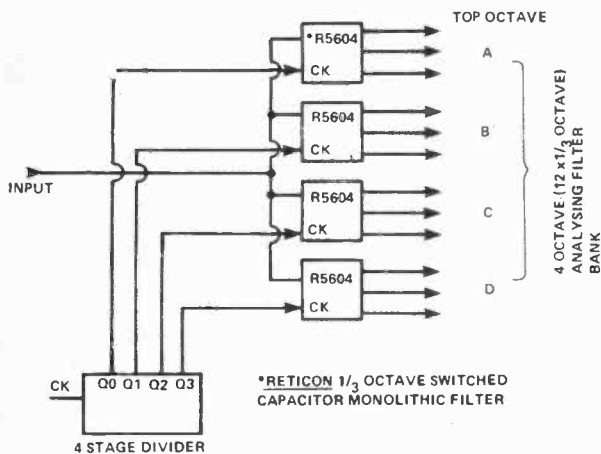 TOP OCTAVE
*R5604
CK
A
R5604
CK
B
INPUT
R5604
CK
C
R5604
CK
D
4 OCTAVE (12 x1/3 OCTAVE)
ANALYSING FILTER
BANK
CK
Q0 Q1 Q2 Q3
4 STAGE DIVIDER
*RETICON 1/3 OCTAVE SWITCHED
CAPACITOR MONOLITHIC FILTER